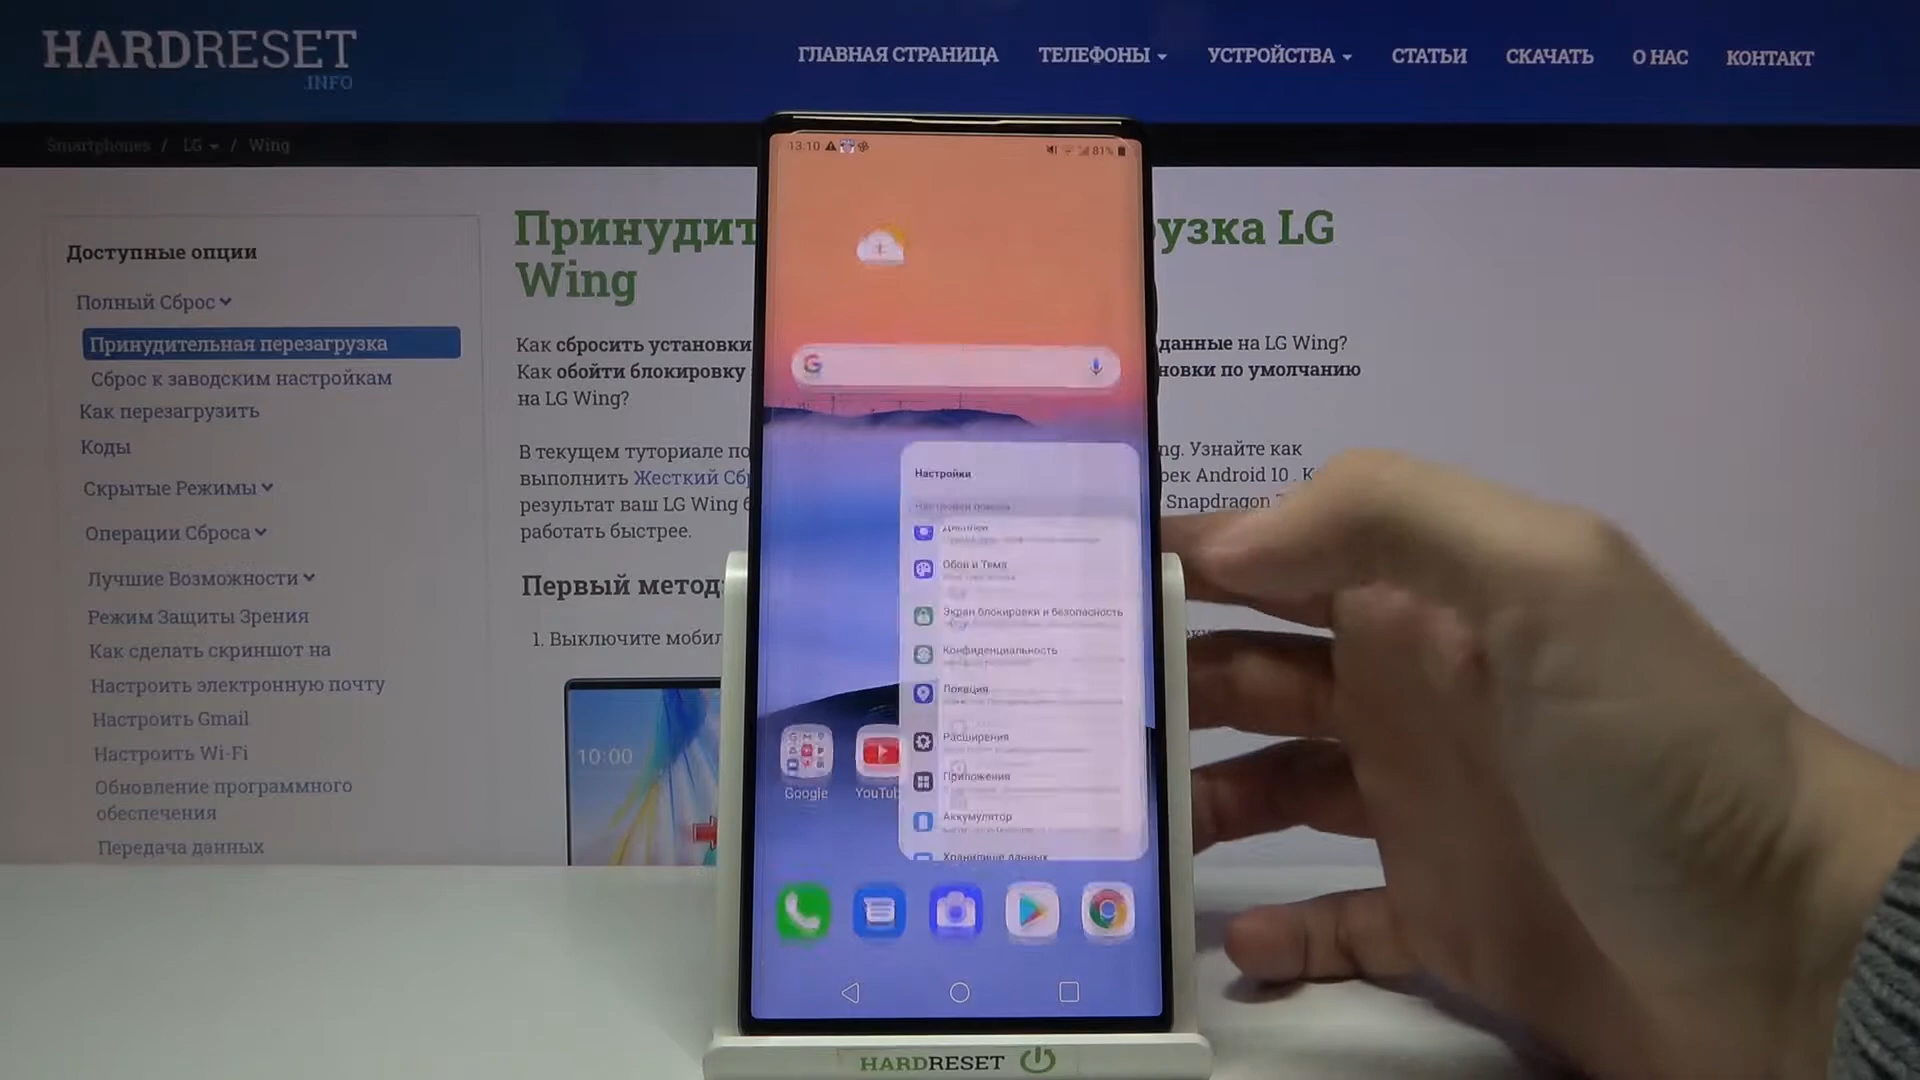 HARDRESET
.INFO
ГЛАВНАЯ СТРАНИЦА
ТЕЛЕФОНЫ
УСТРОЙСТВА
СТАТЬИ
СКАЧАТЬ
О НАС
КОНТАКТ
Smartphones / LG / Wing
Доступные опции
Полный Сброс
Принудительная перезагрузка
Сброс к заводским настройкам
Как перезагрузить
Коды
Скрытые Режимы
Операции Сброса
Лучшие Возможности
Режим Защиты Зрения
Как сделать скриншот на
Настроить электронную почту
Настроить Gmail
Настроить Wi-Fi
Обновление программного
обеспечения
Передача данных
Принудит узка LG
Wing
Как сбросить установки данные на LG Wing?
Как обойти блокировку новки по умолчанию
на LG Wing?
В текущем туториале по ng. Узнайте как
выполнить Жесткий Сб рек Android 10 . К
результат ваш LG Wing Snapdragon
работать быстрее.
Первый метод
1. Выключите мобил
10:00
13:10
81%
Настройки
Обои и Тема
Экран блокировки и безопасность
Конфиденциальность
Локация
Расширения
Приложения
Аккумулятор
Хранилище данных
Google
YouTub
HARDRESET